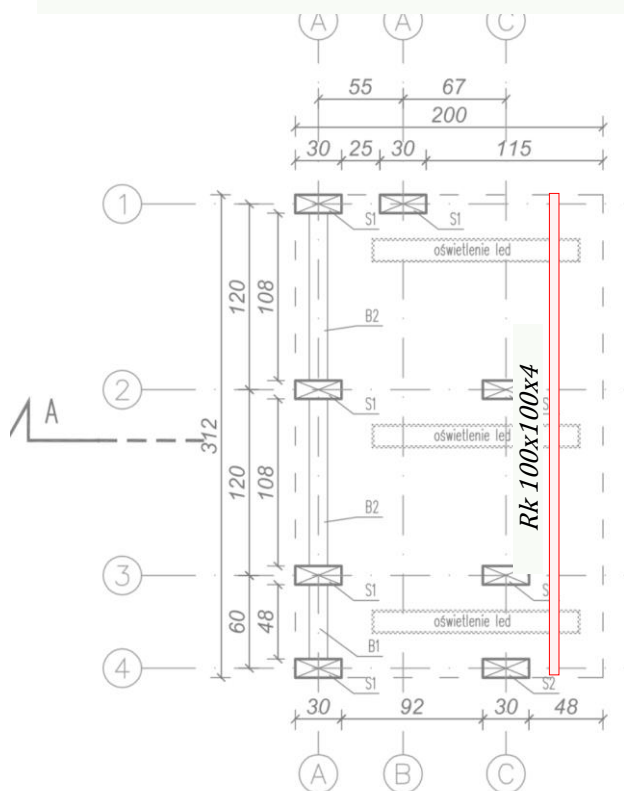 A A C
55 67
200
30 25 30 115
1
S1 S1
oświetlenie led
120 108
B2
2
S1
A
312
oświetlenie led
Rk 100x100x4
120 108
B2
3
S1
60 48
oświetlenie led
B1
4
S1 S2
30 92 30 48
A B C